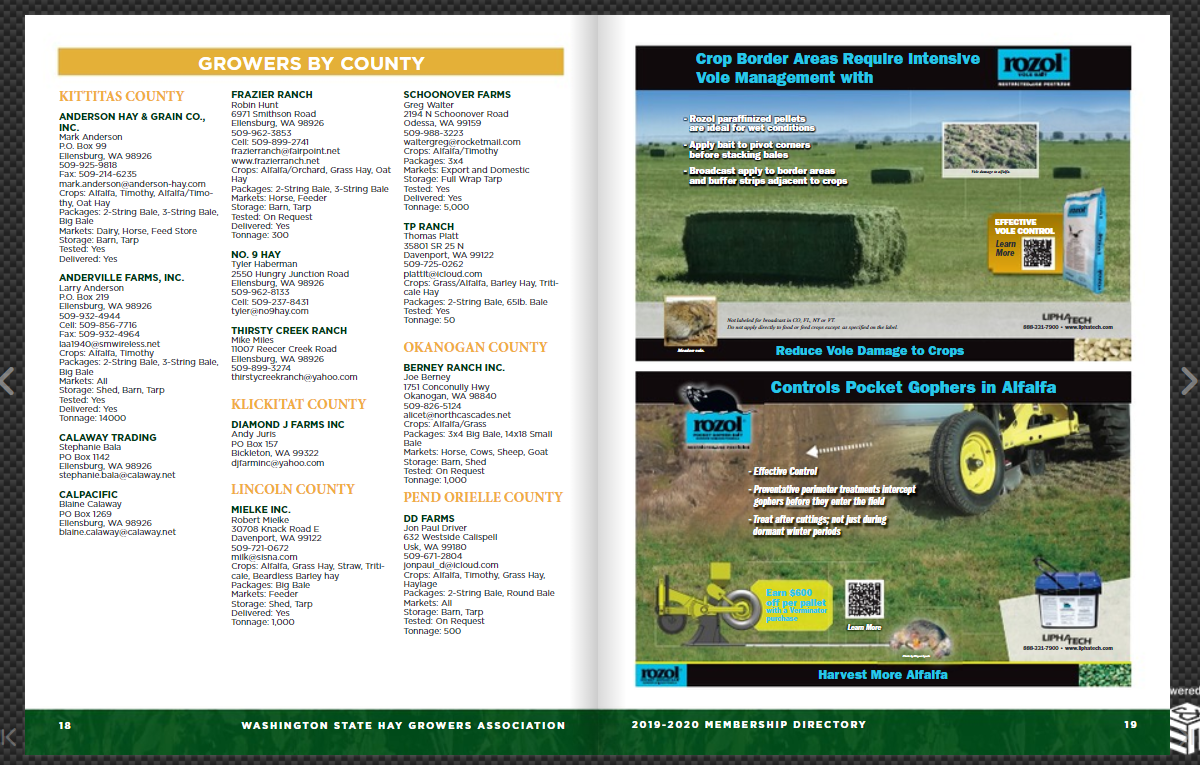 GROWERS BY COUNTY
KITTITAS COUNTY
ANDERSON HAY & GRAIN CO.,
INC.
Mark Anderson
P.O. Box 99
Ellensburg, WA 98926
509-925-9818
Fax: 509-214-6235
mark.anderson@anderson-hay.com
Crops: Alfalfa, Timothy, Alfalfa/Timo-
thy, Oat Hay
Packages: 2-String Bale, 3-String Bale,
Big Bale
Markets: Dairy, Horse, Feed Store
Storage: Barn, Tarp
Tested: Yes
Delivered: Yes
ANDERVILLE FARMS, INC.
Larry Anderson
P.O. Box 219
Ellensburg, WA 98926
509-932-4944
Cell: 509-856-7716
Fax: 509-932-4964
laa1940@smwireless.net
Crops: Alfalfa, Timothy
Packages: 2-String Bale, 3-String Bale,
Big Bale
Markets: All
Storage: Shed, Barn, Tarp
Tested: Yes
Delivered: Yes
Tonnage: 14000
CALAWAY TRADING
Stephanie Bala
PO Box 1142
Ellensburg, WA 98926
stephanie.bala@calaway.net
CALPACIFIC
Blaine Calaway
PO Box 1269
Ellensburg, WA 98926
blaine.calaway@calaway.net
FRAZIER RANCH
Robin Hunt
6971 Smithson Road
Ellensburg, WA 98926
509-962-3853
Cell: 509-899-2741
frazierranch@fairpoint.net
www.frazierranch.net
Crops: Alfalfa/Orchard, Grass Hay, Oat
Hay
Packages: 2-String Bale, 3-String Bale
Markets: Horse, Feeder
Storage: Barn, Tarp
Tested: On Request
Delivered: Yes
Tonnage: 300
NO. 9 HAY
Tyler Haberman
2550 Hungry Junction Road
Ellensburg, WA 98926
509-962-8133
Cell: 509-237-8431
tyler@no9hay.com
THIRSTY CREEK RANCH
Mike Miles
11007 Reecer Creek Road
Ellensburg, WA 98926
509-899-3274
thirstycreekranch@yahoo.com
KLICKITAT COUNTY
DIAMOND J FARMS INC
Andy Juris
PO Box 157
Bickleton, WA 99322
djfarminc@yahoo.com
LINCOLN COUNTY
MIELKE INC.
Robert Mielke
30708 Knack Road E
Davenport, WA 99122
509-721-0672
milk@sisna.com
Crops: Alfalfa, Grass Hay, Straw, Triti-
cale, Beardless Barley hay
Packages: Big Bale
Markets: Feeder
Storage: Shed, Tarp
Delivered: Yes
Tonnage: 1,000
SCHOONOVER FARMS
Greg Walter
2194 N Schoonover Road
Odessa, WA 99159
509-988-3223
waltergreg@rocketmail.com
Crops: Alfalfa/Timothy
Packages: 3x4
Markets: Export and Domestic
Storage: Full Wrap Tarp
Tested: Yes
Delivered: Yes
Tonnage: 5,000
TP RANCH
Thomas Platt
35801 SR 25 N
Davenport, WA 99122
509-725-0262
plattlt@icloud.com
Crops: Grass/Alfalfa, Barley Hay, Triti-
cale Hay
Packages: 2-String Bale, 65lb. Bale
Tested: Yes
Tonnage: 50
OKANOGAN COUNTY
BERNEY RANCH INC.
Joe Berney
1751 Conconully Hwy
Okanogan, WA 98840
509-826-5124
alicet@northcascades.net
Crops: Alfalfa/Grass
Packages: 3x4 Big Bale, 14x18 Small
Bale
Markets: Horse, Cows, Sheep, Goat
Storage: Barn, Shed
Tested: On Request
Tonnage: 1,000
PEND ORIELLE COUNTY
DD FARMS
Jon Paul Driver
632 Westside Calispell
Usk, WA 99180
509-671-2804
jonpaul_d@icloud.com
Crops: Alfalfa, Timothy, Grass Hay,
Haylage
Packages: 2-String Bale, Round Bale
Markets: All
Storage: Barn, Tarp
Tested: On Request
Tonnage: 500
18
WASHINGTON STATE HAY GROWERS ASSOCIATION
Crop Border Areas Require Intensive
Vole Management with
rozol
VOLE BAIT
RESTRICTED USE PESTICIDE
- Rozol paraffinized pellets
are ideal for wet conditions
- Apply bait to pivot corners
before stacking bales
- Broadcast apply to border areas
and buffer strips adjacent to crops
Vole damage in alfalfa
EFFECTIVE
VOLE CONTROL
Learn
More
rozol
Meadow vole.
Not labeled for broadcast in CO, FL, NT or FT.
Do not apply directly to food or feed crops except as specified on the label.
LIPHATECH
888-331-7900 • www.liphatech.com
Reduce Vole Damage to Crops
Controls Pocket Gophers in Alfalfa
rozol
- Effective Control
- Preventative perimeter treatments intercept
gophers before they enter the field
- Treat after cuttings; not just during
dormant winter periods
Earn $600
off per pallet
with a Verminator
purchase
Learn More
LIPHATECH
888-331-7900 • www.liphatech.com
rozol
Harvest More Alfalfa
2019-2020 MEMBERSHIP DIRECTORY
19
wered